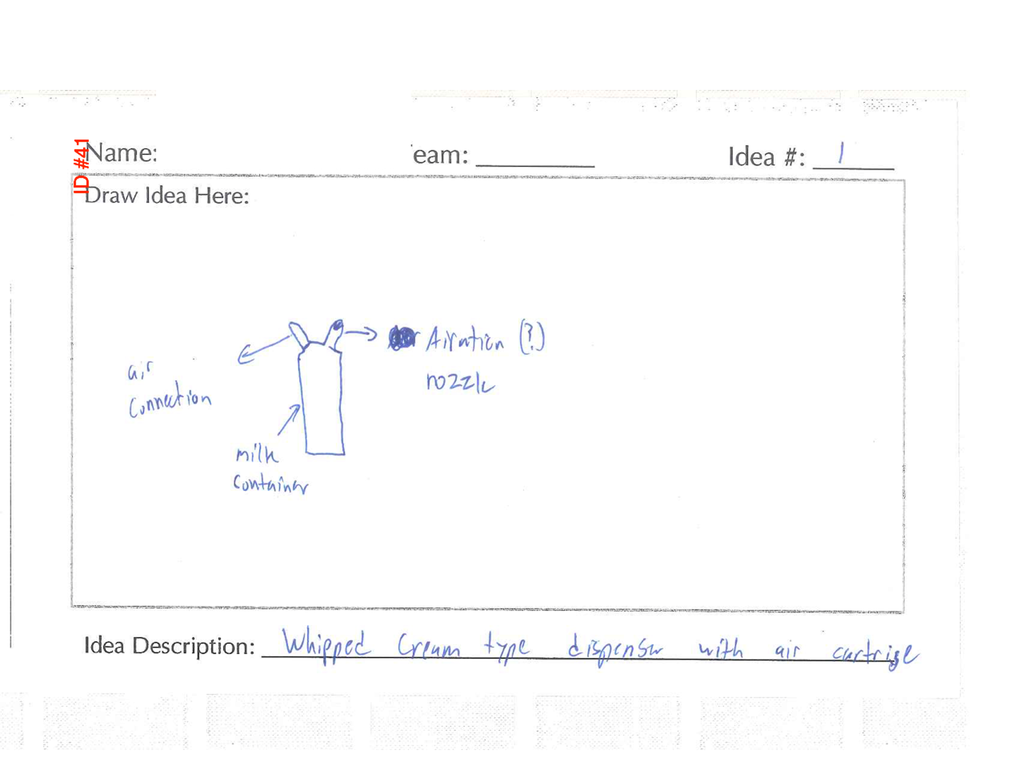 ID #41
Name:
eam:
Idea #: 1
Draw Idea Here:
Airation (?)
nozzle
air
connection
milk
container
Idea Description: Whipped Cream type dispenser with air cartrige